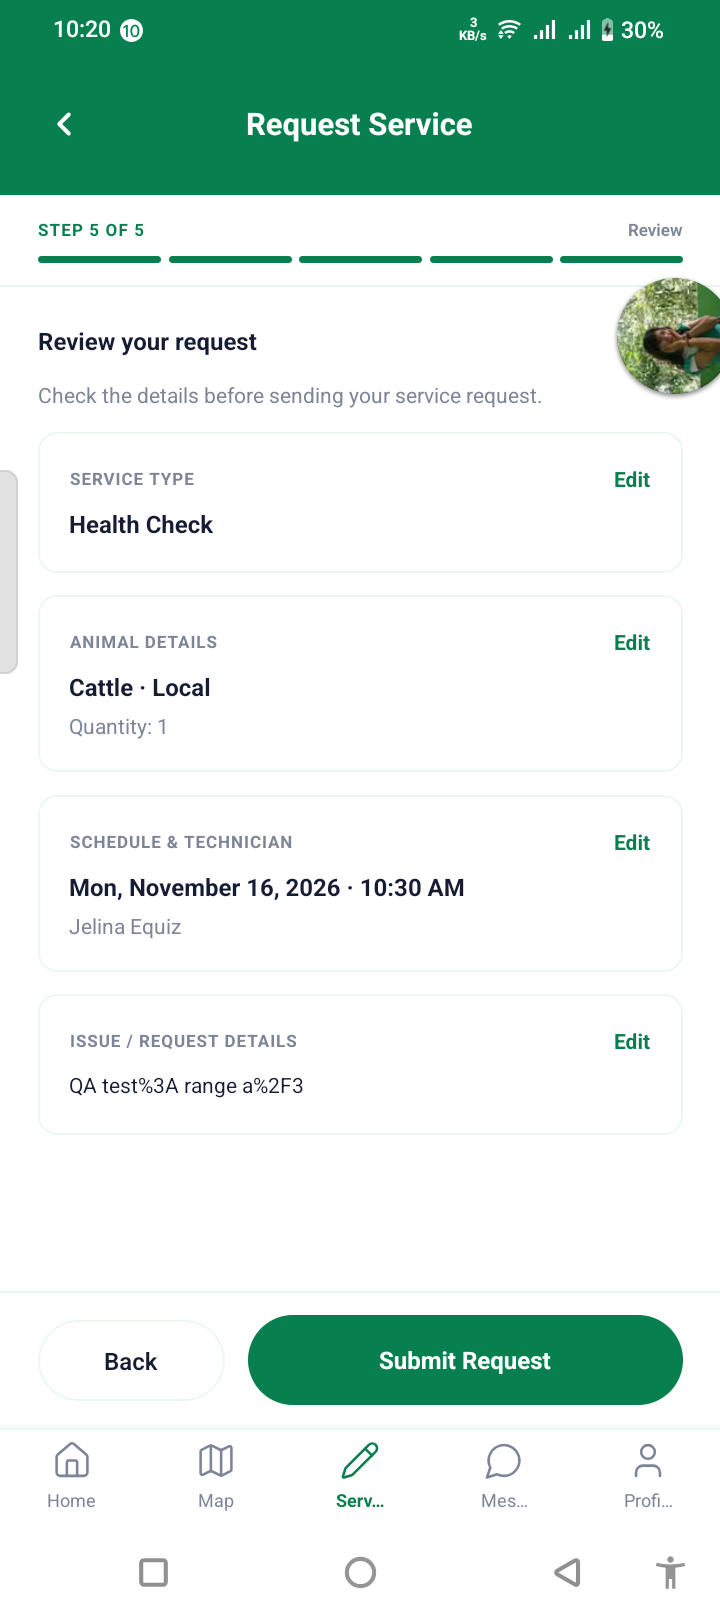 10:20 10 3 KB/s 30%
Request Service
STEP 5 OF 5 Review
Review your request
Check the details before sending your service request.
SERVICE TYPE Edit
Health Check
ANIMAL DETAILS Edit
Cattle · Local
Quantity: 1
SCHEDULE & TECHNICIAN Edit
Mon, November 16, 2026 · 10:30 AM
Jelina Equiz
ISSUE / REQUEST DETAILS Edit
QA test%3A range a%2F3
Back Submit Request
Home Map Serv... Mes... Profi...